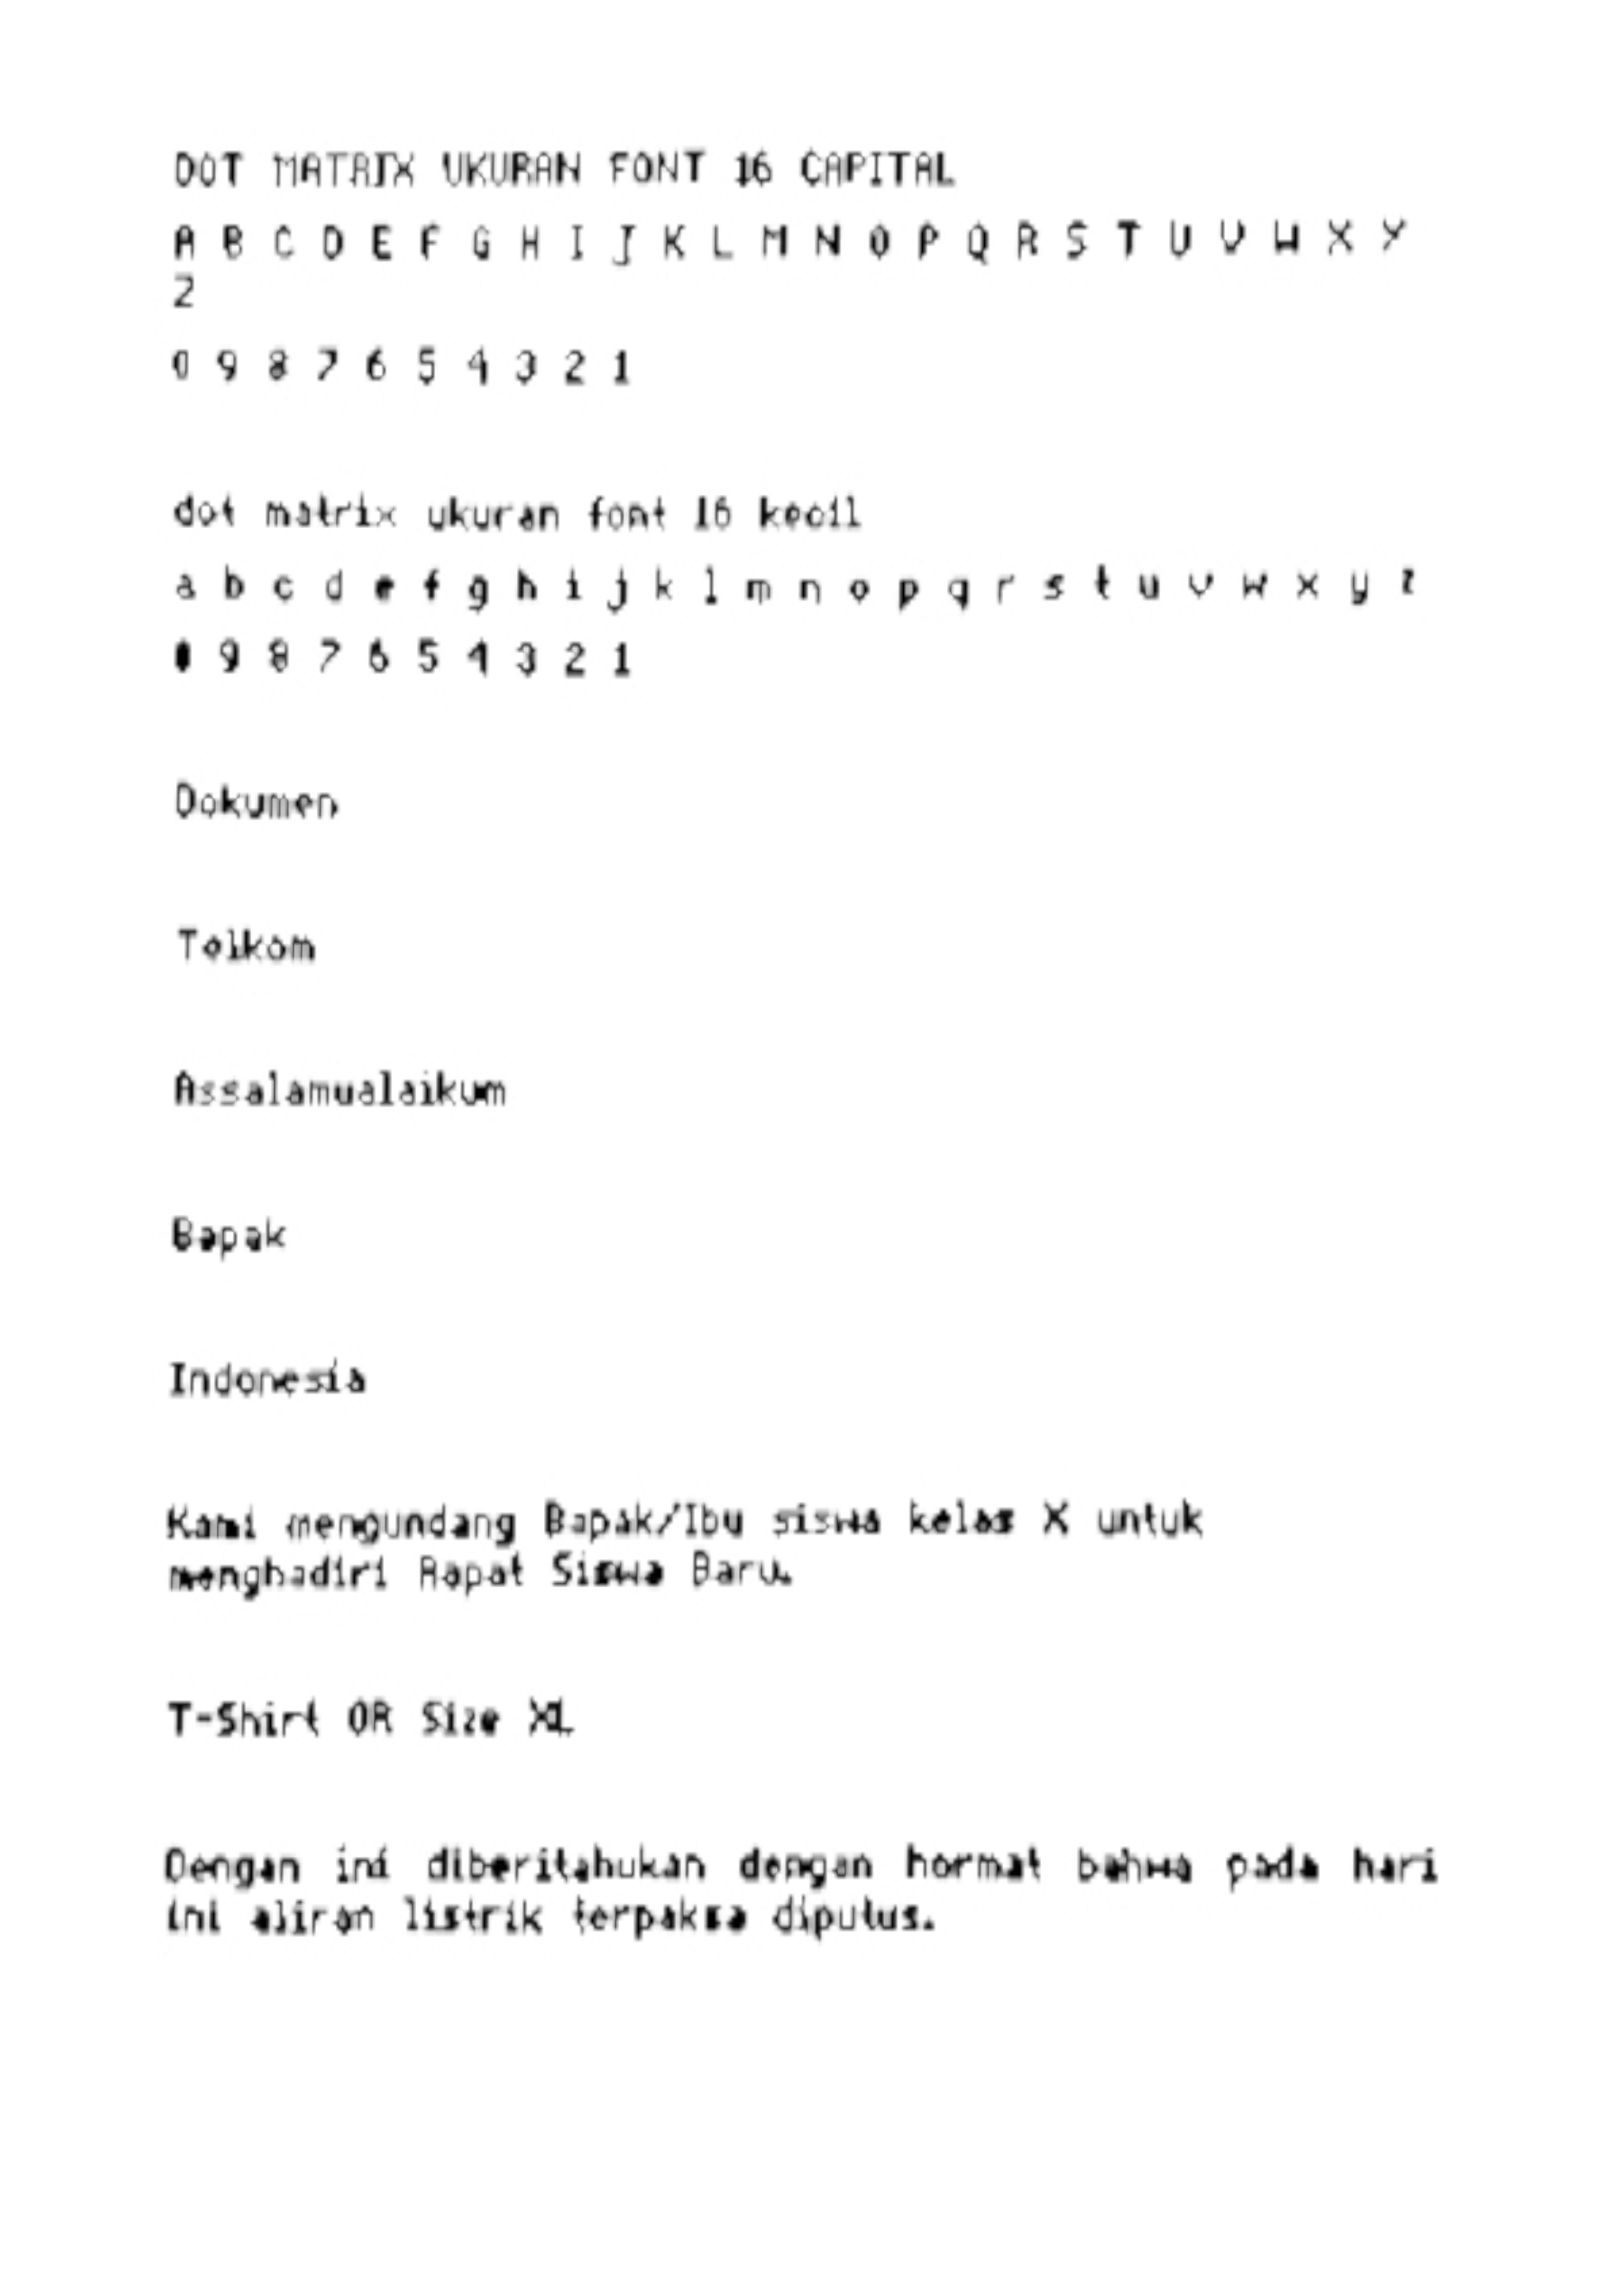 DOT MATRIX UKURAN FONT 16 CAPITAL
A B C D E F G H I J K L M N O P Q R S T U V W X Y
Z
0 9 8 7 6 5 4 3 2 1
dot matrix ukuran font 16 kecil
a b c d e f g h i j k l m n o p q r s t u v w x y z
0 9 8 7 6 5 4 3 2 1
Dokumen
Telkom
Assalamualaikum
Bapak
Indonesia
Kami mengundang Bapak/Ibu siswa kelas X untuk
menghadiri Rapat Siswa Baru.
T-Shirt OR Size XL
Dengan ini diberitahukan dengan hormat bahwa pada hari
ini aliran listrik terpaksa diputus.